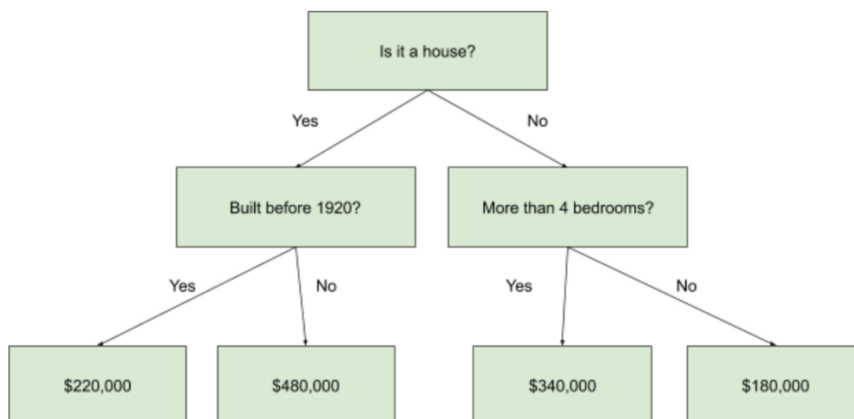 Is it a house?
Yes
No
Built before 1920?
More than 4 bedrooms?
Yes
No
Yes
No
$220,000
$480,000
$340,000
$180,000